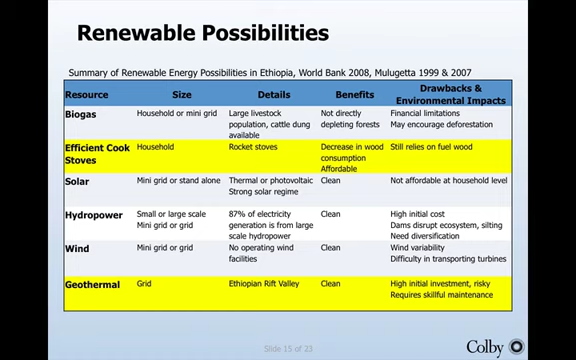 Renewable Possibilities
Summary of Renewable Energy Possibilities in Ethiopia, World Bank 2008, Mulugetta 1999 & 2007
Resource Size Details Benefits Drawbacks & Environmental Impacts
Biogas Household or mini grid Large livestock Not directly Financial limitations
population, cattle dung depleting forests May encourage deforestation
available
Efficient Cook Household Rocket stoves Decrease in wood Still relies on fuel wood
Stoves consumption
Affordable
Solar Mini grid or stand alone Thermal or photovoltaic Clean Not affordable at household level
Strong solar regime
Hydropower Small or large scale 87% of electricity Clean High initial cost
Mini grid or grid generation is from large Dams disrupt ecosystem, silting
scale hydropower Need diversification
Wind Mini grid or grid No operating wind Clean Wind variability
facilities Difficulty in transporting turbines
Geothermal Grid Ethiopian Rift Valley Clean High initial investment, risky
Requires skillful maintenance
Slide 15 of 23
Colby